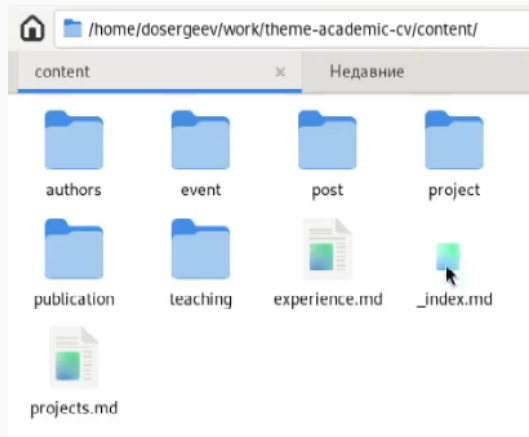 /home/dosergeev/work/theme-academic-cv/content/
content × Недавние
authors event post project
publication teaching experience.md _index.md
projects.md